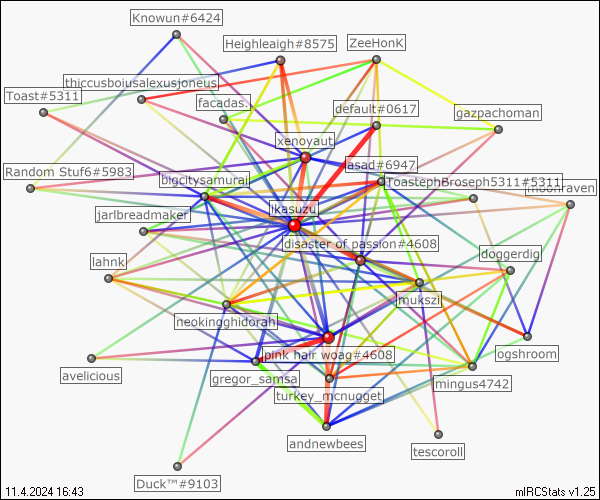 Knowun#6424
Heighleaigh#8575
ZeeHonK
thiccusboiusalexusjoneus
Toast#5311
facadas.
default#0617
gazpachoman
xenoyaut
asad#6947
Random Stuf6#5983
bigcitysamurai
ToastephBroseph5311#5311
moonraven
jarlbreadmaker
ikasuzu
disaster of passion#4608
doggerdig
lahnk
jmukszi
neokingghidorah
pink hair woag#4608
ogshroom
avelicious
gregor_samsa
mingus4742
turkey_mcnugget
andnewbees
tescoroll
Duck™#9103
11.4.2024 16:43
mIRCStats v1.25